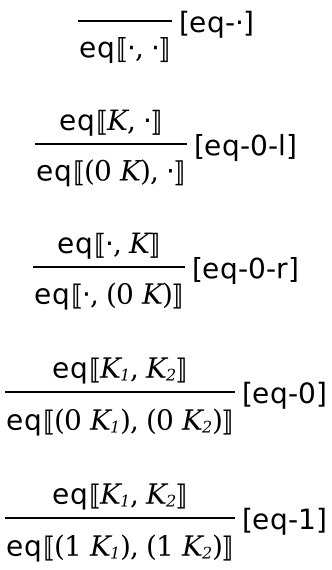 [eq-·]
eq⟦·, ·⟧
eq⟦K, ·⟧
[eq-0-l]
eq⟦(0 K), ·⟧
eq⟦·, K⟧
[eq-0-r]
eq⟦·, (0 K)⟧
eq⟦K₁, K₂⟧
[eq-0]
eq⟦(0 K₁), (0 K₂)⟧
eq⟦K₁, K₂⟧
[eq-1]
eq⟦(1 K₁), (1 K₂)⟧